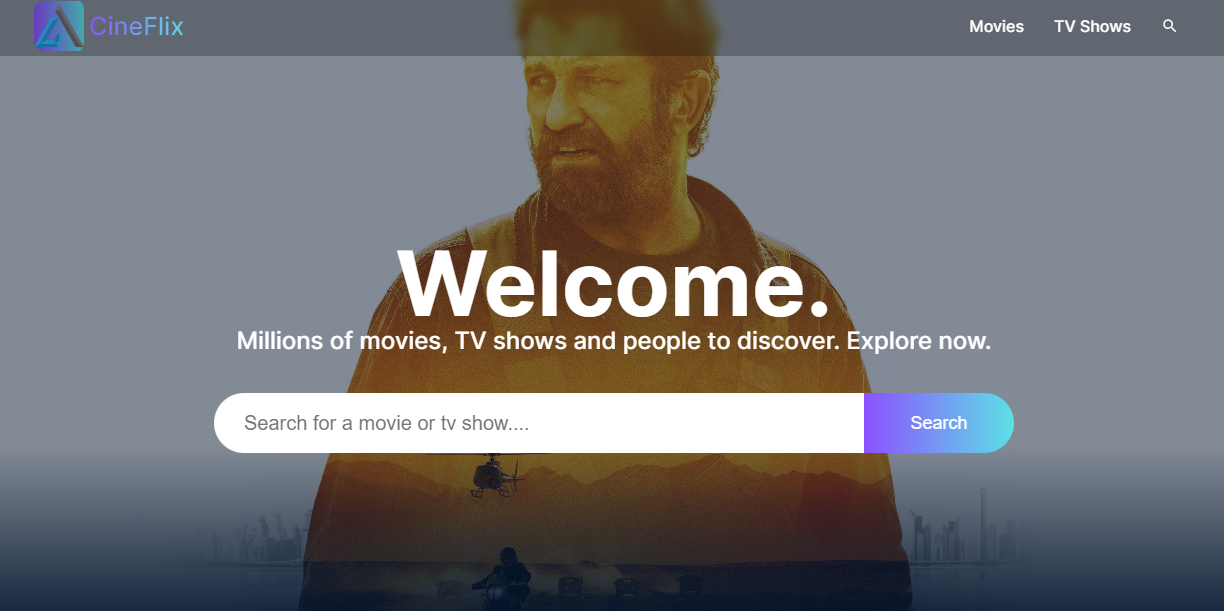 CineFlix
Movies
TV Shows
Welcome.
Millions of movies, TV shows and people to discover. Explore now.
Search for a movie or tv show....
Search